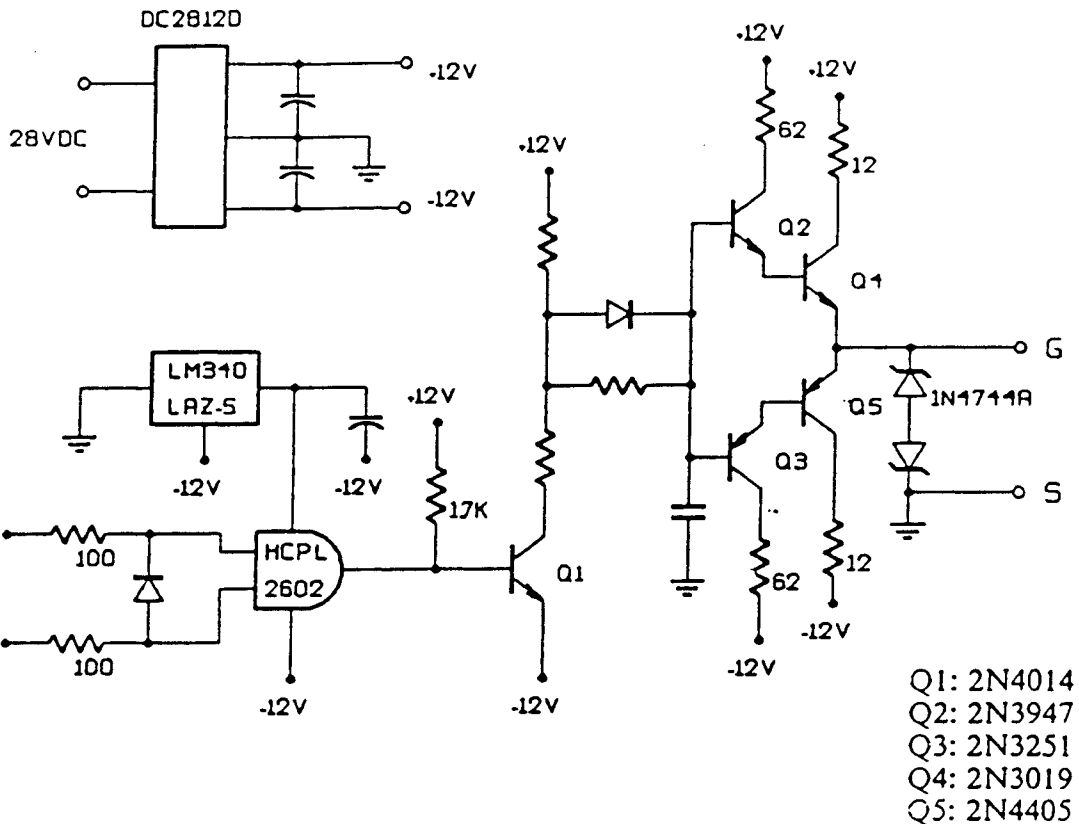 DC2812D
+12V
28VDC
-12V
+12V
+12V
62
12
+12V
Q2
Q4
G
LM340
LAZ-5
-12V
-12V
+12V
17K
Q5
1N4744A
Q3
S
100
HCPL
2602
Q1
62
12
100
-12V
-12V
-12V
-12V
Q1: 2N4014
Q2: 2N3947
Q3: 2N3251
Q4: 2N3019
Q5: 2N4405